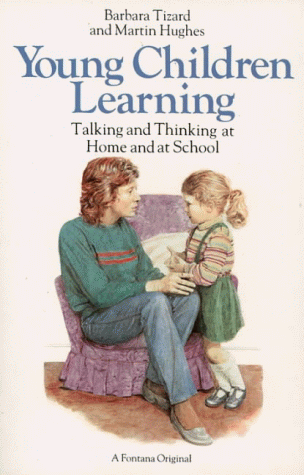 Barbara Tizard
and Martin Hughes
Young Children
Learning
Talking and Thinking at
Home and at School
A Fontana Original